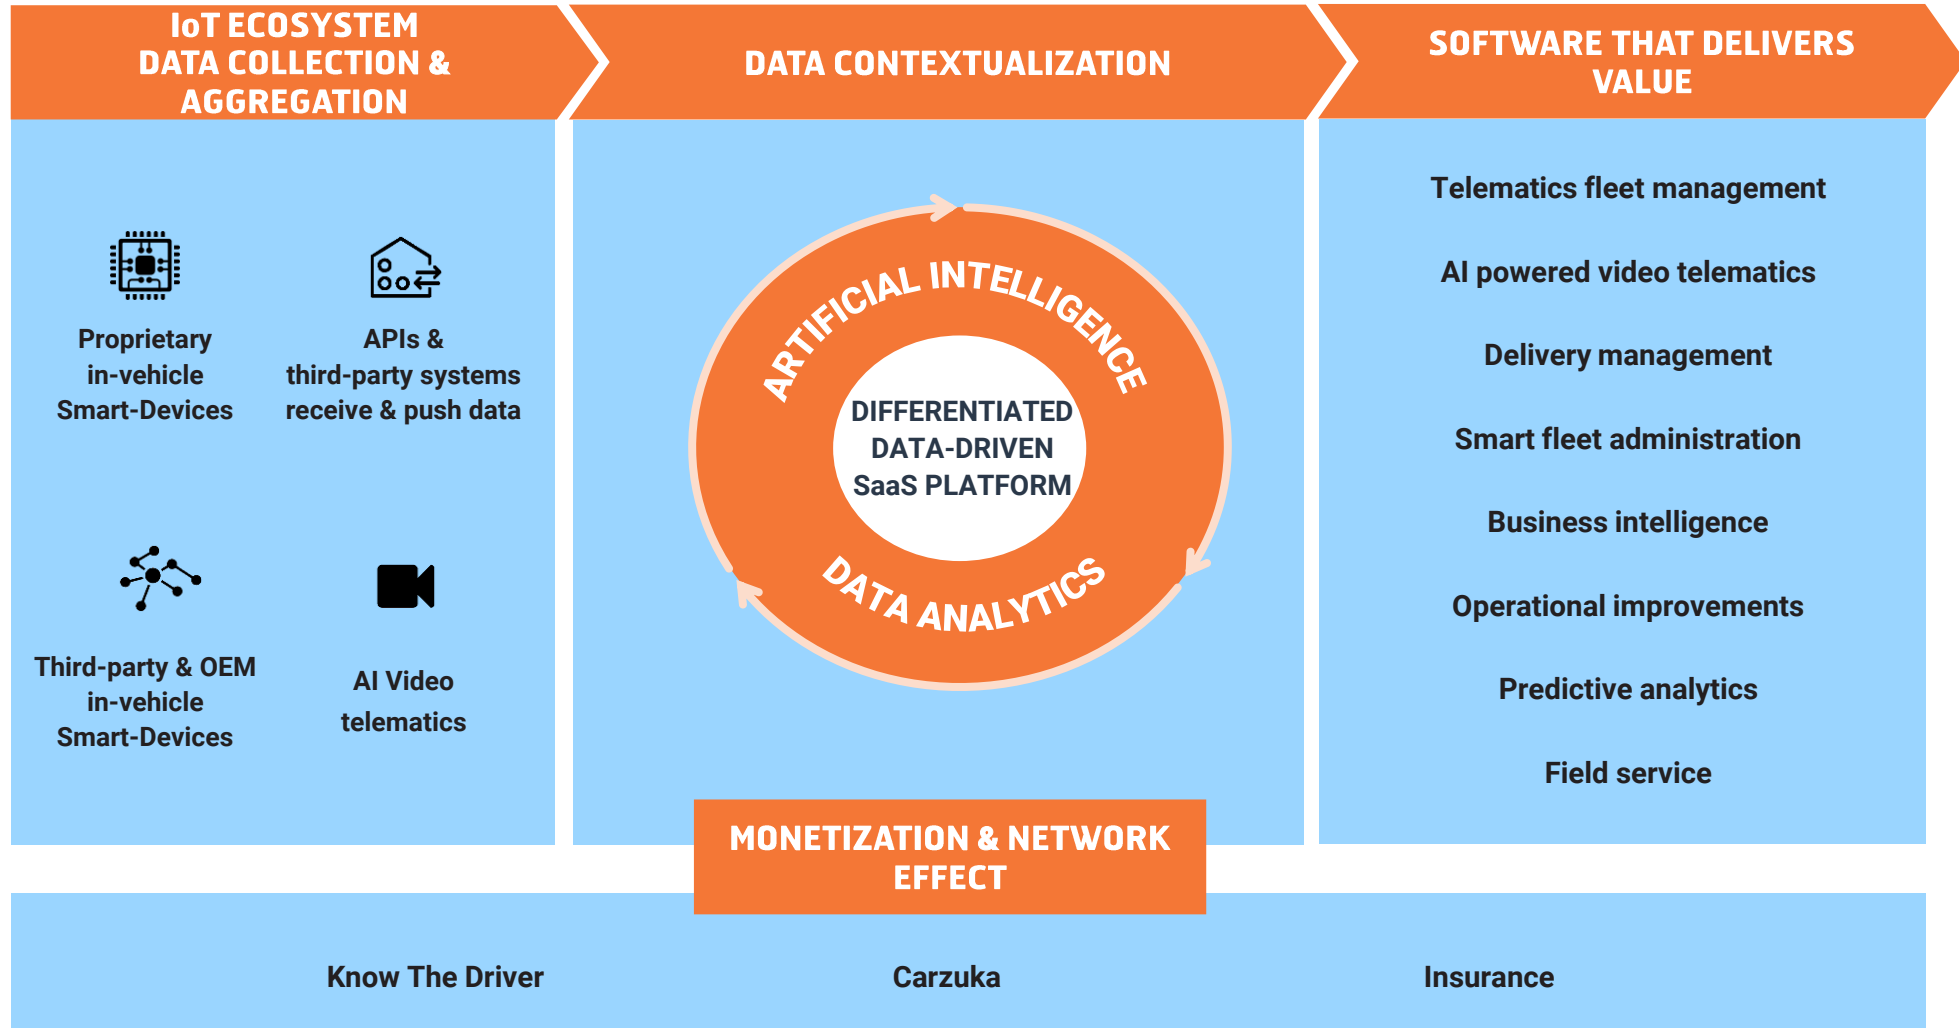 IoT ECOSYSTEM
DATA COLLECTION &
AGGREGATION
DATA CONTEXTUALIZATION
SOFTWARE THAT DELIVERS
VALUE
Proprietary
in-vehicle
Smart-Devices
APIs &
third-party systems
receive & push data
Third-party & OEM
in-vehicle
Smart-Devices
AI Video
telematics
ARTIFICIAL INTELLIGENCE
DIFFERENTIATED
DATA-DRIVEN
SaaS PLATFORM
DATA ANALYTICS
Telematics fleet management
AI powered video telematics
Delivery management
Smart fleet administration
Business intelligence
Operational improvements
Predictive analytics
Field service
MONETIZATION & NETWORK
EFFECT
Know The Driver
Carzuka
Insurance